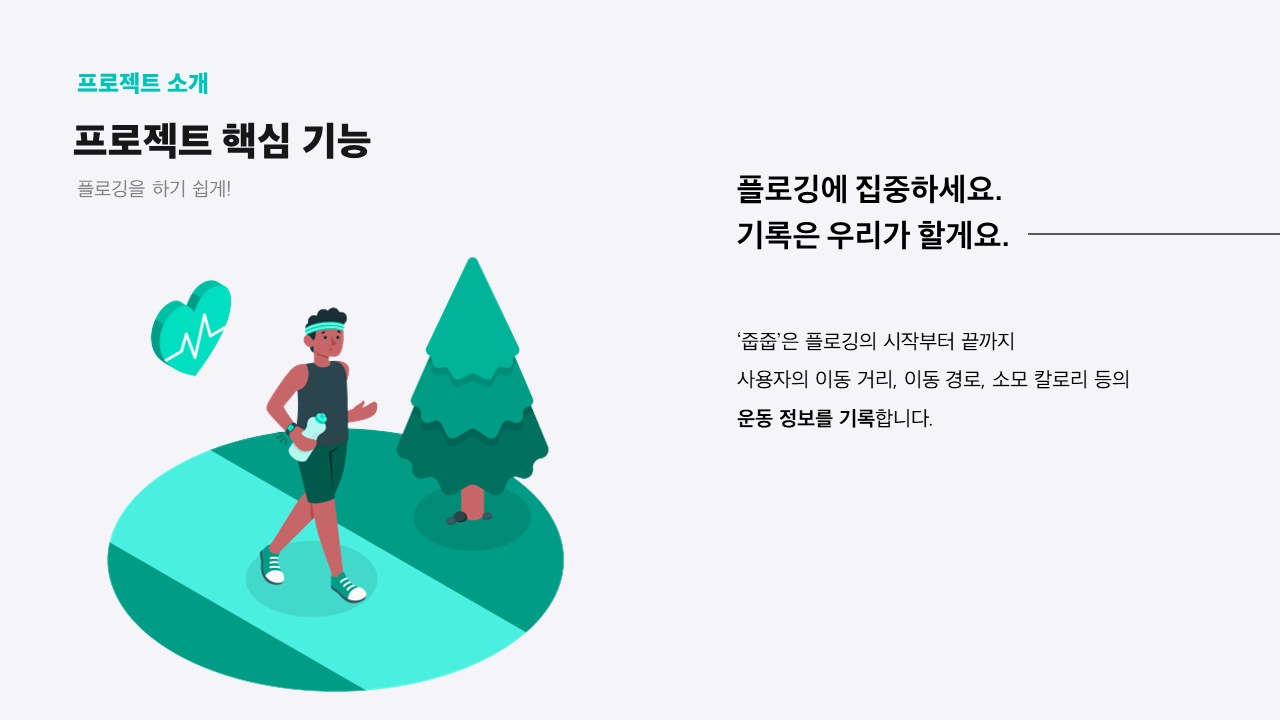 프로젝트 소개
프로젝트 핵심 기능
플로깅을 하기 쉽게!
플로깅에 집중하세요.
기록은 우리가 할게요.
‘줍줍’은 플로깅의 시작부터 끝까지
사용자의 이동 거리, 이동 경로, 소모 칼로리 등의
운동 정보를 기록합니다.